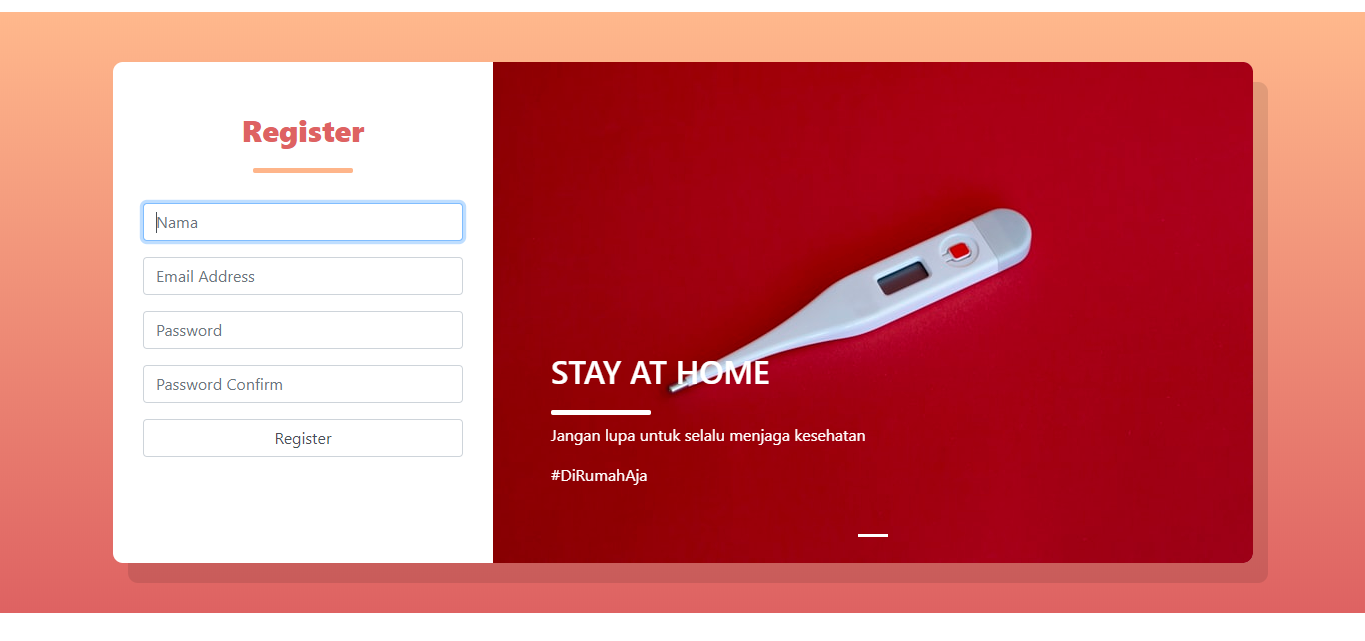 Register
Nama
Email Address
Password
Password Confirm
Register
STAY AT HOME
Jangan lupa untuk selalu menjaga kesehatan
#DiRumahAja